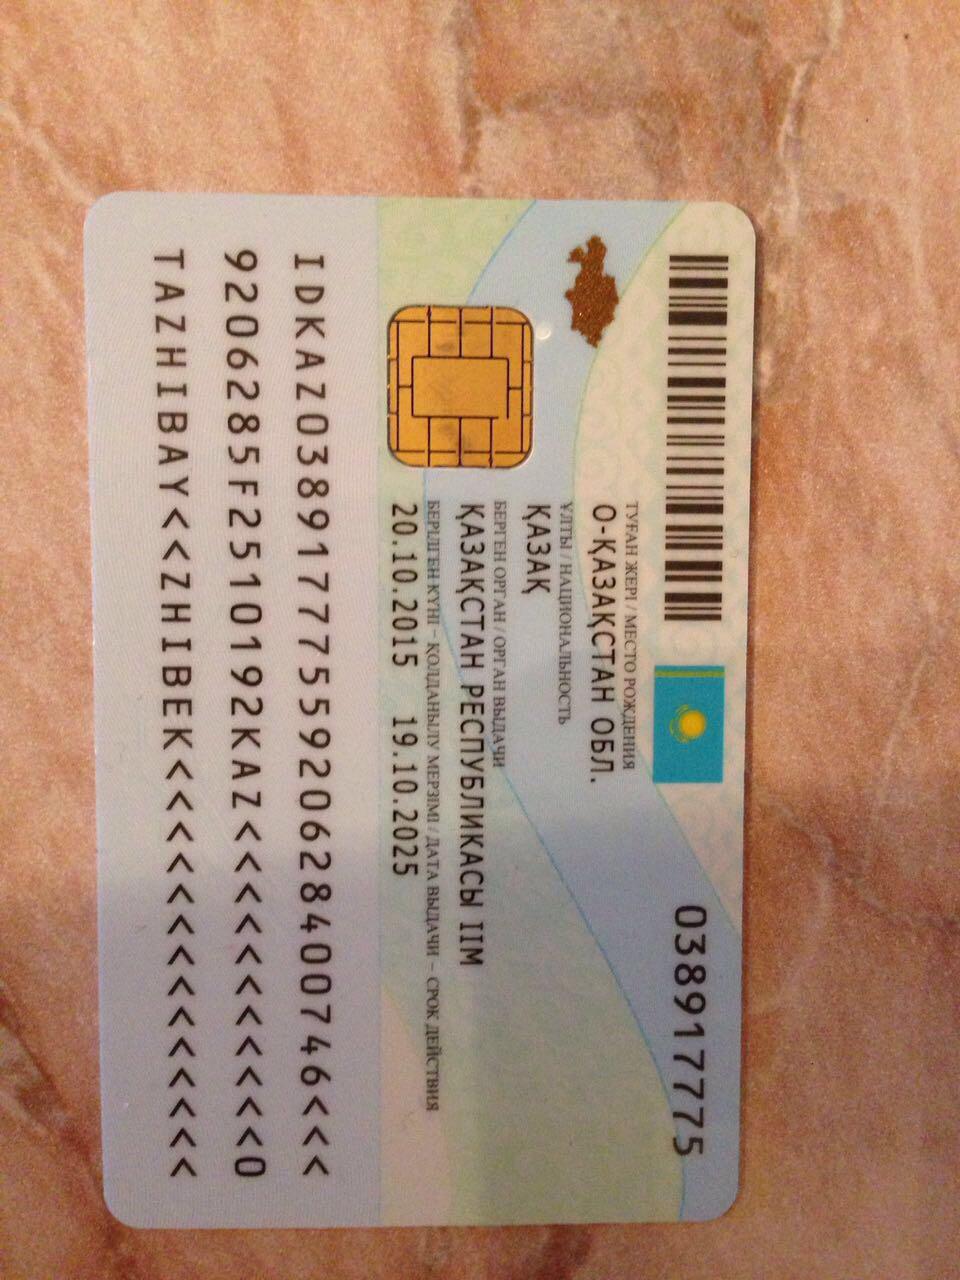 038917775
ТУҒАН ЖЕРІ / МЕСТО РОЖДЕНИЯ
О-ҚАЗАҚСТАН ОБЛ.
ҰЛТЫ / НАЦИОНАЛЬНОСТЬ
ҚАЗАҚ
БЕРГЕН ОРГАН / ОРГАН ВЫДАЧИ
ҚАЗАҚСТАН РЕСПУБЛИКАСЫ ІІМ
БЕРІЛГЕН КҮНІ – ҚОЛДАНЫЛУ МЕРЗІМІ / ДАТА ВЫДАЧИ – СРОК ДЕЙСТВИЯ
20.10.2015 19.10.2025
IDKAZ0389177755920628400746<<<
9206285F2510192KAZ<<<<<<<<<<<0
TAZHIBAY<<ZHIBEK<<<<<<<<<<<<<<